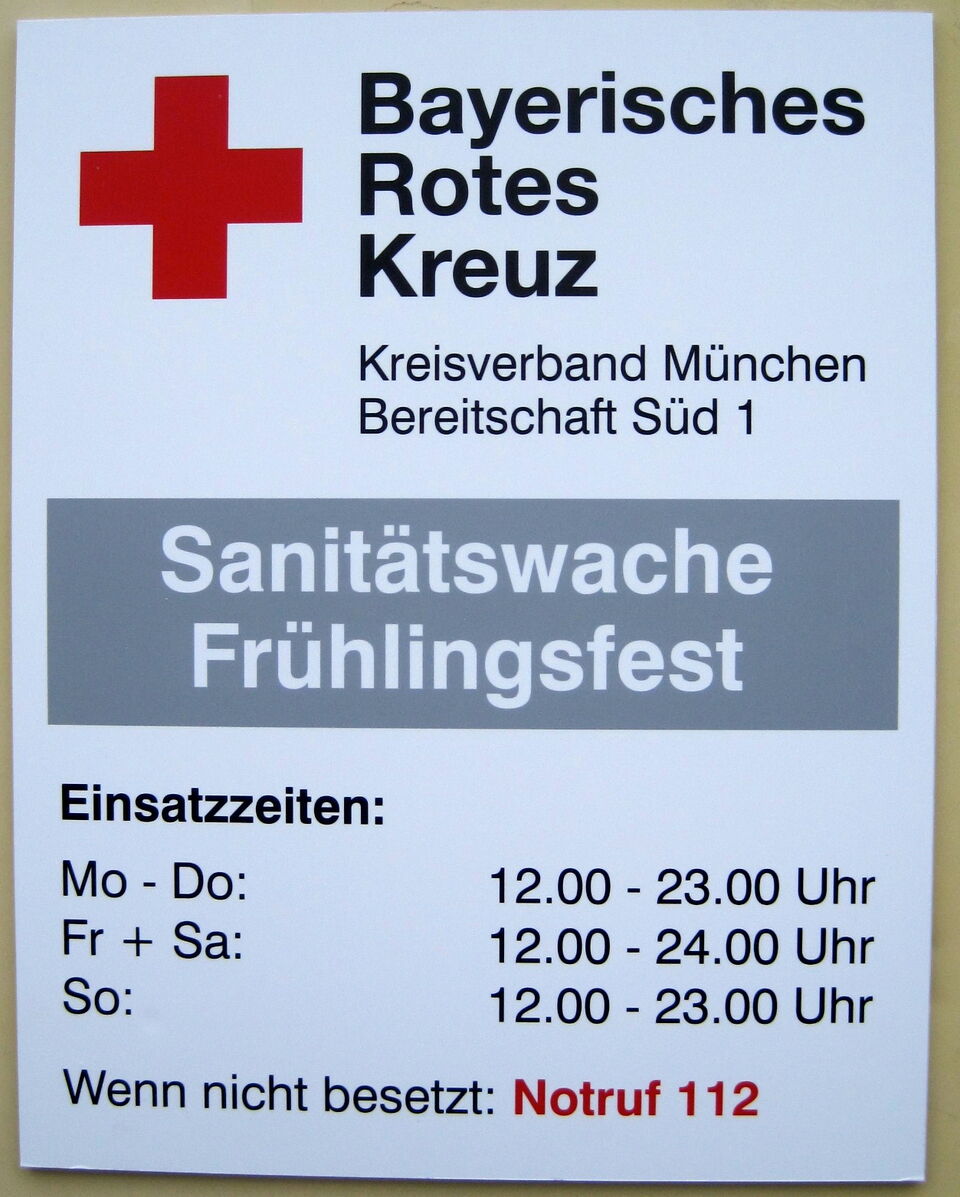 Bayerisches
Rotes
Kreuz
Kreisverband München
Bereitschaft Süd 1
Sanitätswache
Frühlingsfest
Einsatzzeiten:
Mo - Do: 12.00 - 23.00 Uhr
Fr + Sa: 12.00 - 24.00 Uhr
So: 12.00 - 23.00 Uhr
Wenn nicht besetzt: Notruf 112